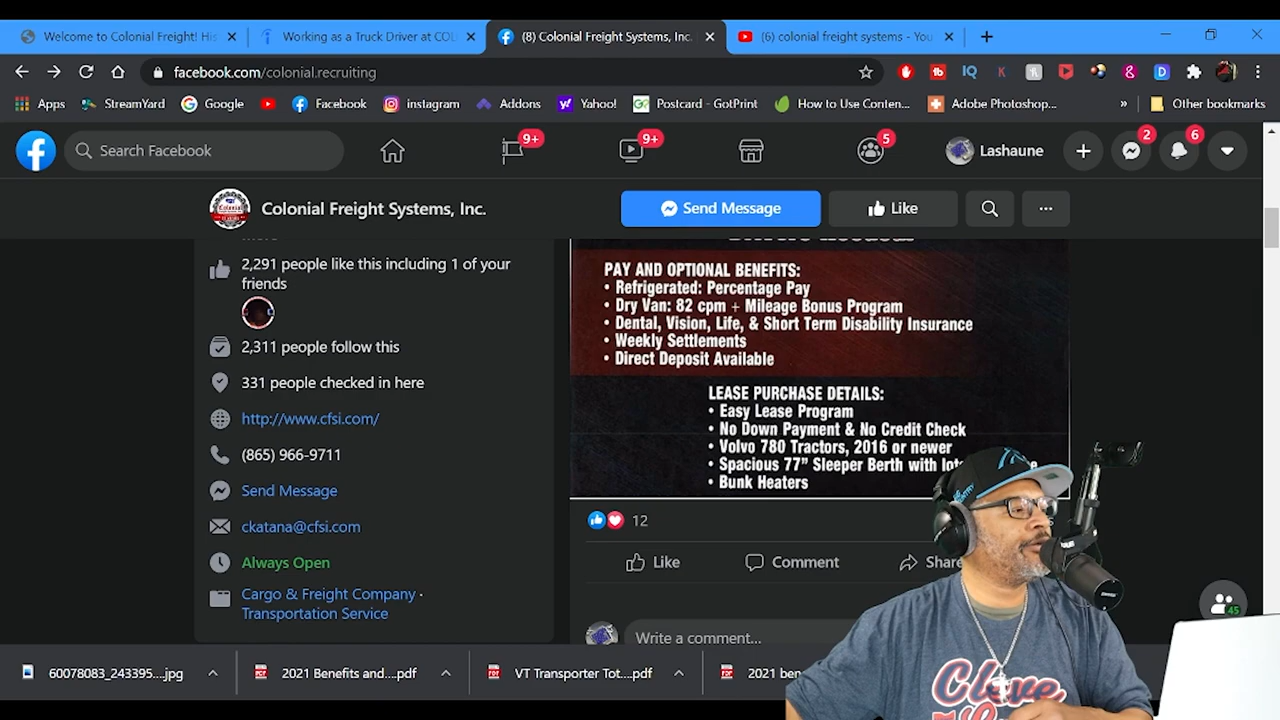 Welcome to Colonial Freight! His
Working as a Truck Driver at COL
(8) Colonial Freight Systems, Inc.
(6) colonial freight systems - You
facebook.com/colonial.recruiting
Apps
StreamYard
Google
Facebook
instagram
Addons
Yahoo!
Postcard - GotPrint
How to Use Conten...
Adobe Photoshop...
Other bookmarks
Search Facebook
9+
9+
5
Lashaune
2
6
Colonial Freight Systems, Inc.
Send Message
Like
2,291 people like this including 1 of your
friends
2,311 people follow this
331 people checked in here
http://www.cfsi.com/
(865) 966-9711
Send Message
ckatana@cfsi.com
Always Open
Cargo & Freight Company ·
Transportation Service
PAY AND OPTIONAL BENEFITS:
• Refrigerated: Percentage Pay
• Dry Van: 82 cpm + Mileage Bonus Program
• Dental, Vision, Life, & Short Term Disability Insurance
• Weekly Settlements
• Direct Deposit Available
LEASE PURCHASE DETAILS:
• Easy Lease Program
• No Down Payment & No Credit Check
• Volvo 780 Tractors, 2016 or newer
• Spacious 77" Sleeper Berth with
• Bunk Heaters
12
Like
Comment
Share
Write a comment...
45
60078083_243395....jpg
2021 Benefits and....pdf
VT Transporter Tot....pdf
2021 ben